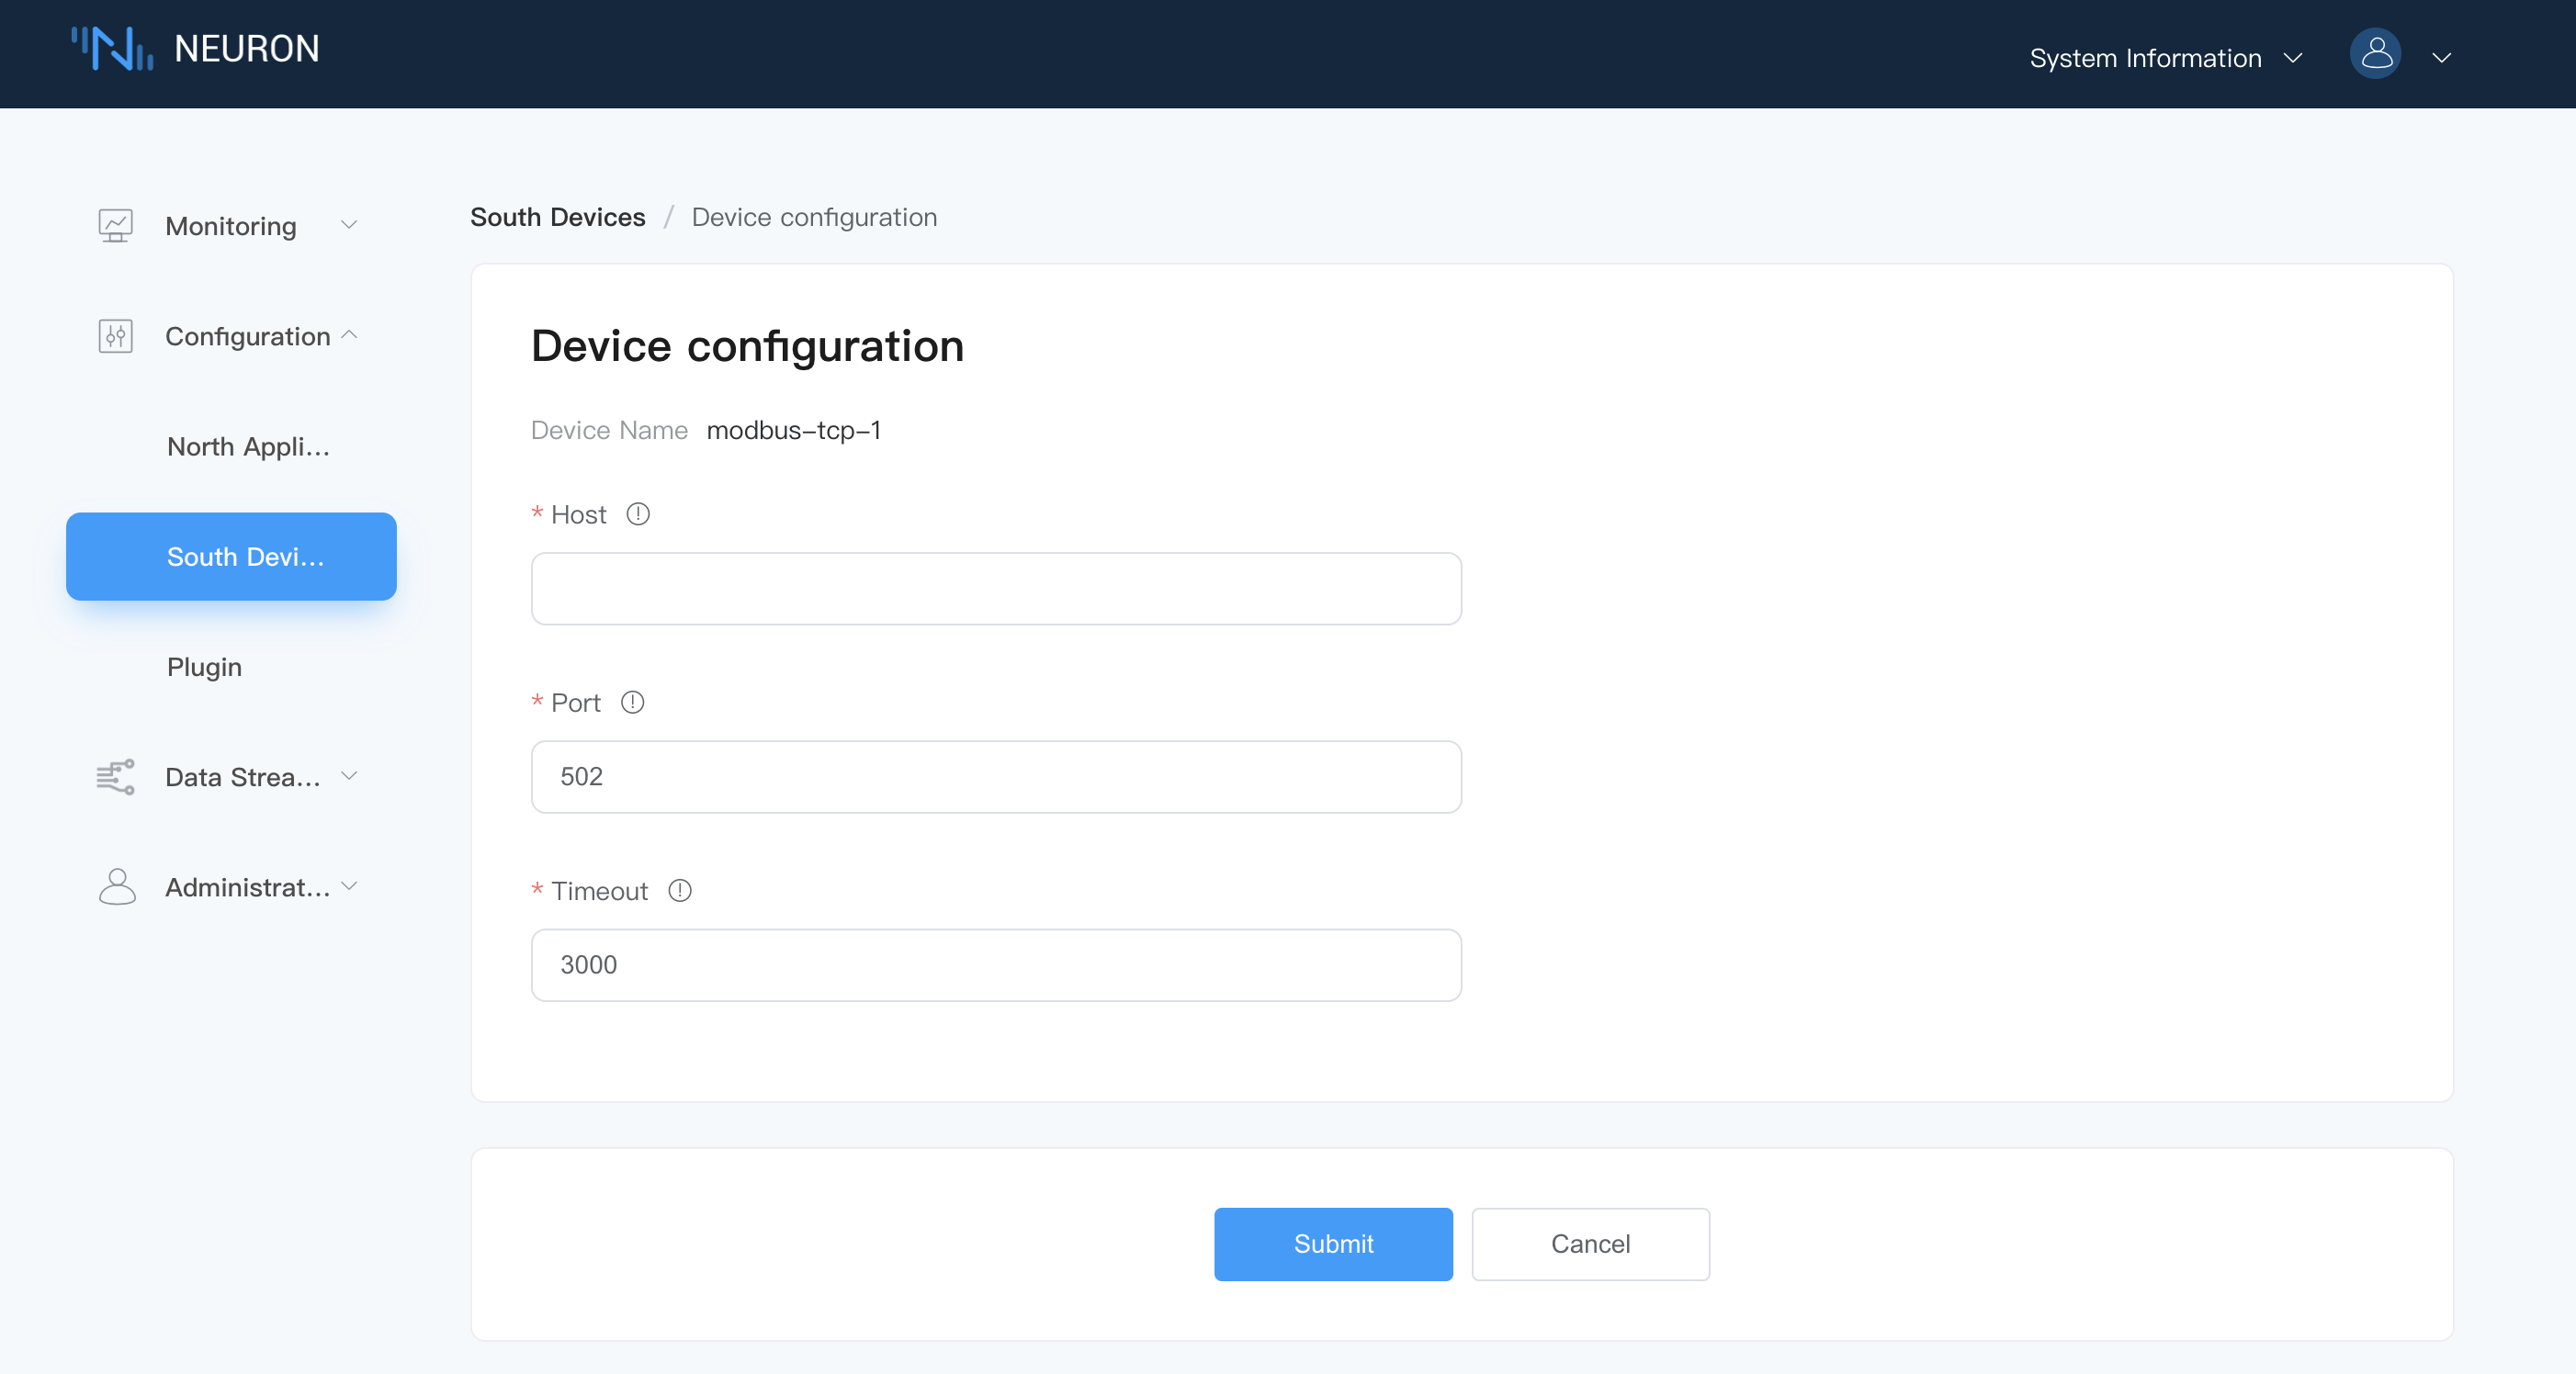 NEURON
System Information
Monitoring
Configuration
North Appli...
South Devi...
Plugin
Data Strea...
Administrat...
South Devices / Device configuration
Device configuration
Device Name modbus-tcp-1
* Host
* Port
502
* Timeout
3000
Submit
Cancel